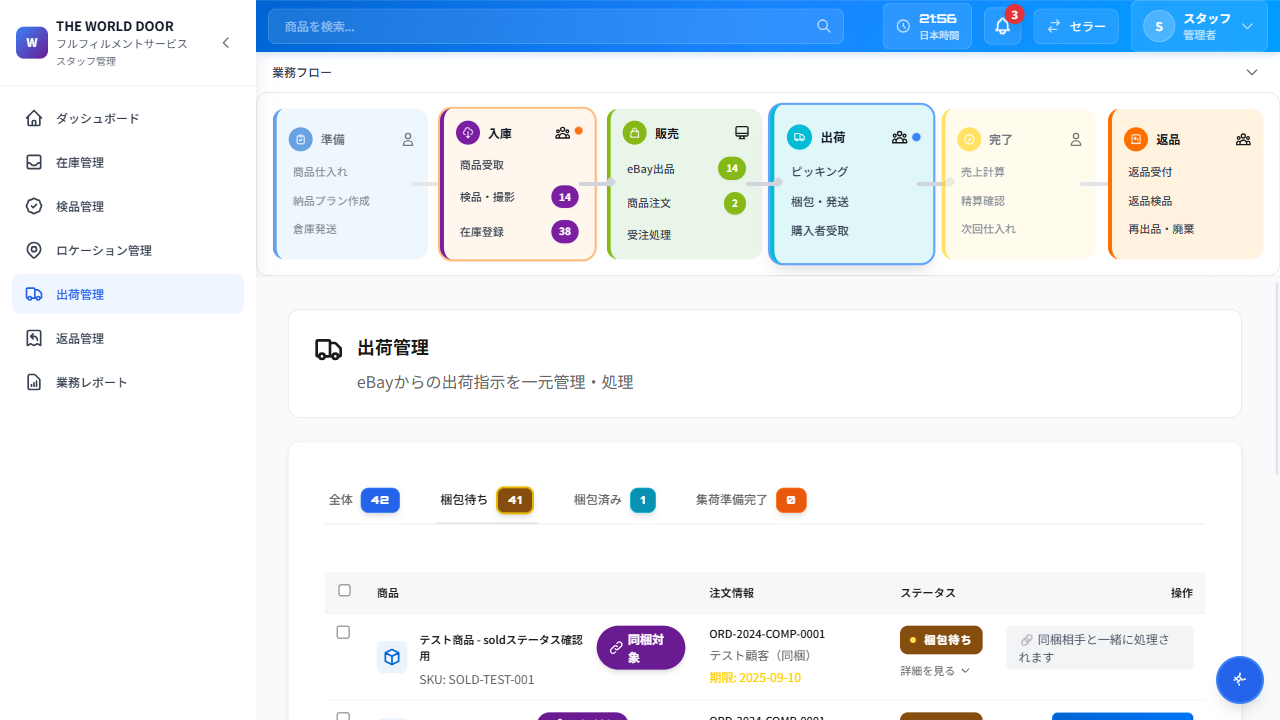 W
THE WORLD DOOR
フルフィルメントサービス
スタッフ管理
ダッシュボード
在庫管理
検品管理
ロケーション管理
出荷管理
返品管理
業務レポート
商品を検索...
21:56
日本時間
3
セラー
S
スタッフ
管理者
業務フロー
準備
商品仕入れ
納品プラン作成
倉庫発送
入庫
商品受取
検品・撮影 14
在庫登録 38
販売
eBay出品 14
商品注文 2
受注処理
出荷
ピッキング
梱包・発送
購入者受取
完了
売上計算
精算確認
次回仕入れ
返品
返品受付
返品検品
再出品・廃棄
出荷管理
eBayからの出荷指示を一元管理・処理
全体 42 梱包待ち 41 梱包済み 1 集荷準備完了 0
商品 注文情報 ステータス 操作
テスト商品 - soldステータス確認
用
SKU: SOLD-TEST-001
同梱対
象
ORD-2024-COMP-0001
テスト顧客（同梱）
期限: 2025-09-10
梱包待ち
詳細を見る
同梱相手と一緒に処理さ
れます
ORD-2024-COMP-0001